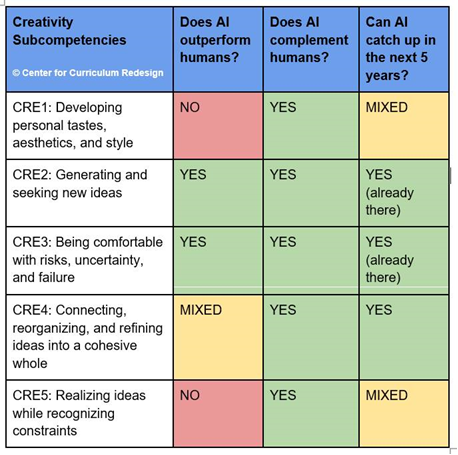 Creativity
Subcompetencies
© Center for Curriculum Redesign
Does AI
outperform
humans?
Does AI
complement
humans?
Can AI
catch up in
the next 5
years?
CRE1: Developing
personal tastes,
aesthetics, and style
NO
YES
MIXED
CRE2: Generating and
seeking new ideas
YES
YES
YES
(already
there)
CRE3: Being comfortable
with risks, uncertainty,
and failure
YES
YES
YES
(already
there)
CRE4: Connecting,
reorganizing, and refining
ideas into a cohesive
whole
MIXED
YES
YES
CRE5: Realizing ideas
while recognizing
constraints
NO
YES
MIXED